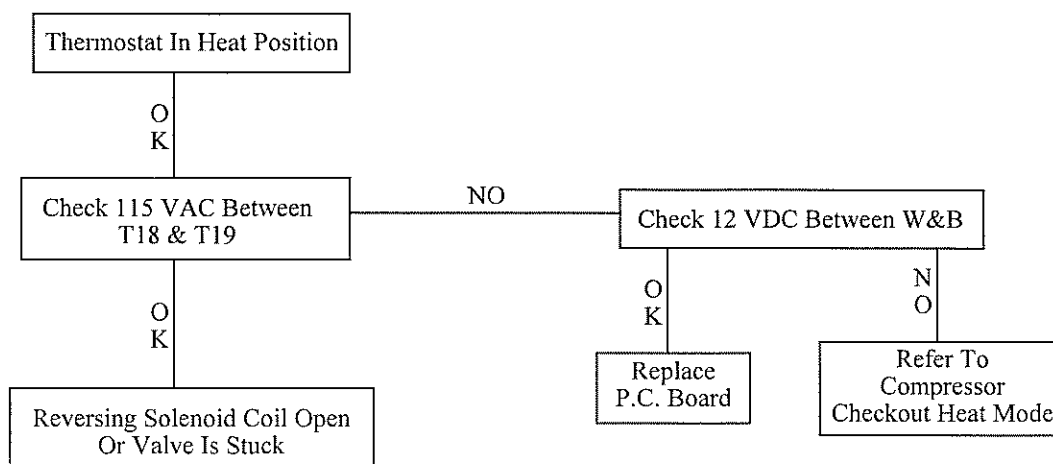 Thermostat In Heat Position
O
K
Check 115 VAC Between
T18 & T19
NO
Check 12 VDC Between W&B
O
K
Reversing Solenoid Coil Open
Or Valve Is Stuck
O
K
Replace
P.C. Board
N
O
Refer To
Compressor
Checkout Heat Mode